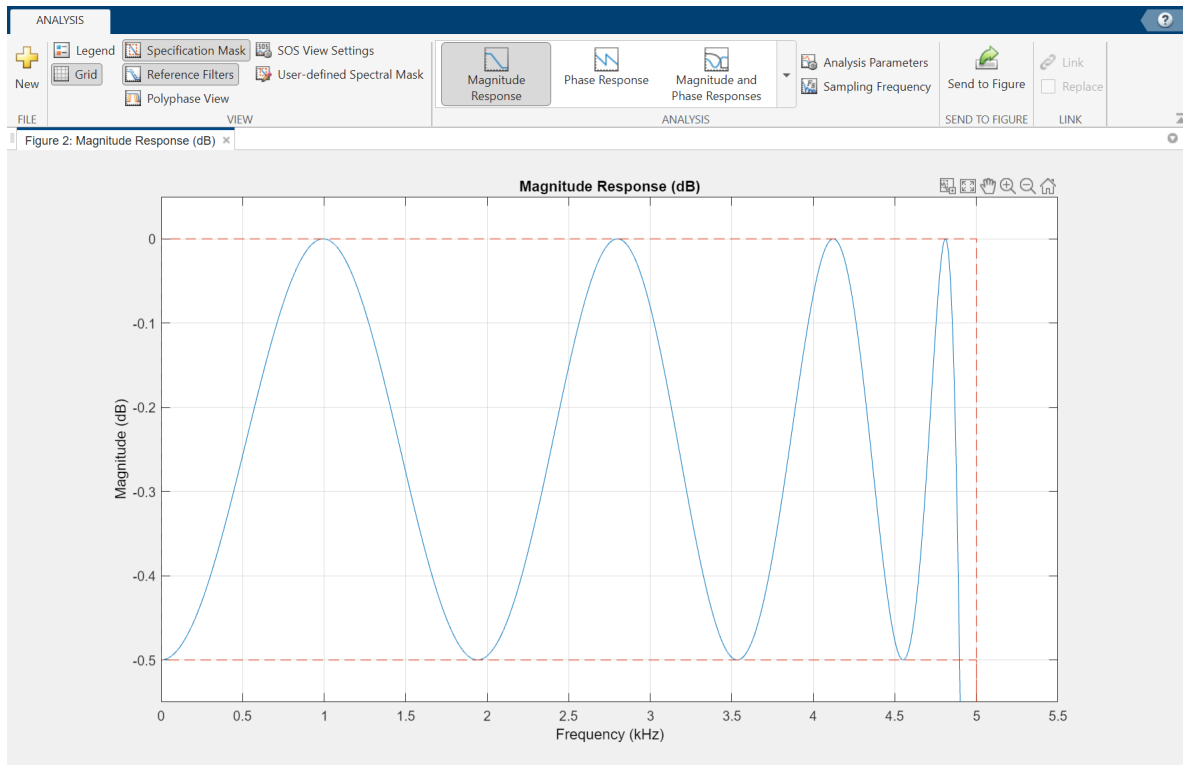 ANALYSIS
?
New
Legend
Grid
Specification Mask
Reference Filters
Polyphase View
SOS View Settings
User-defined Spectral Mask
Magnitude
Response
Phase Response
Magnitude and
Phase Responses
Analysis Parameters
Sampling Frequency
Send to Figure
Link
Replace
FILE
VIEW
ANALYSIS
SEND TO FIGURE
LINK
Figure 2: Magnitude Response (dB) ×
Magnitude Response (dB)
Magnitude (dB)
0
-0.1
-0.2
-0.3
-0.4
-0.5
0 0.5 1 1.5 2 2.5 3 3.5 4 4.5 5 5.5
Frequency (kHz)